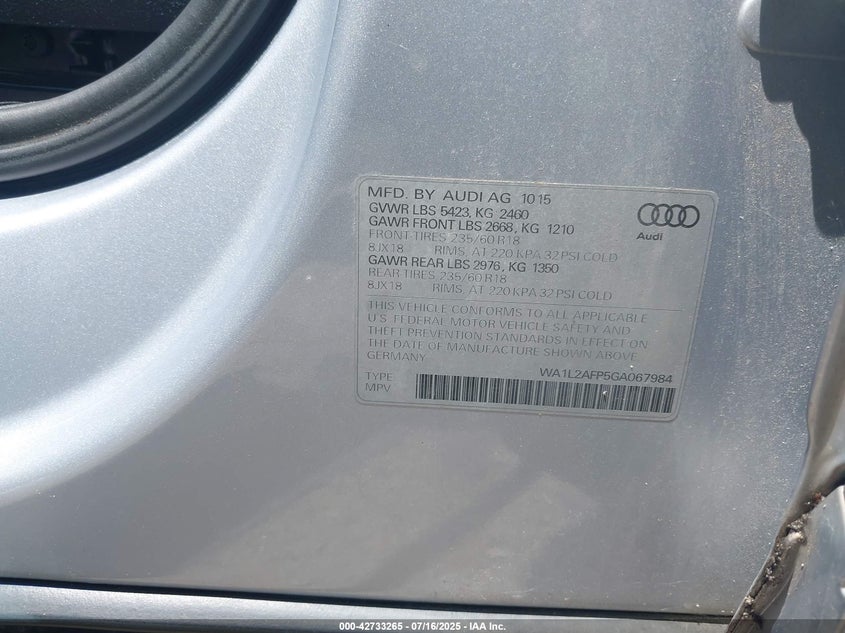 MFD. BY AUDI AG 10 15
GVWR LBS 5423, KG 2460
GAWR FRONT LBS 2668, KG 1210
FRONT-TIRES 235/60 R18
8JX18 RIMS, AT 220 KPA 32 PSI COLD
GAWR REAR LBS 2976, KG 1350
REAR TIRES 235/60 R18
8JX18 RIMS, AT 220 KPA 32 PSI COLD
Audi
THIS VEHICLE CONFORMS TO ALL APPLICABLE
U.S. FEDERAL MOTOR VEHICLE SAFETY AND
THEFT PREVENTION STANDARDS IN EFFECT ON
THE DATE OF MANUFACTURE SHOWN ABOVE
GERMANY
WA1L2AFP5GA067984
TYPE
MPV
000-42733265 - 07/16/2025 - IAA Inc.